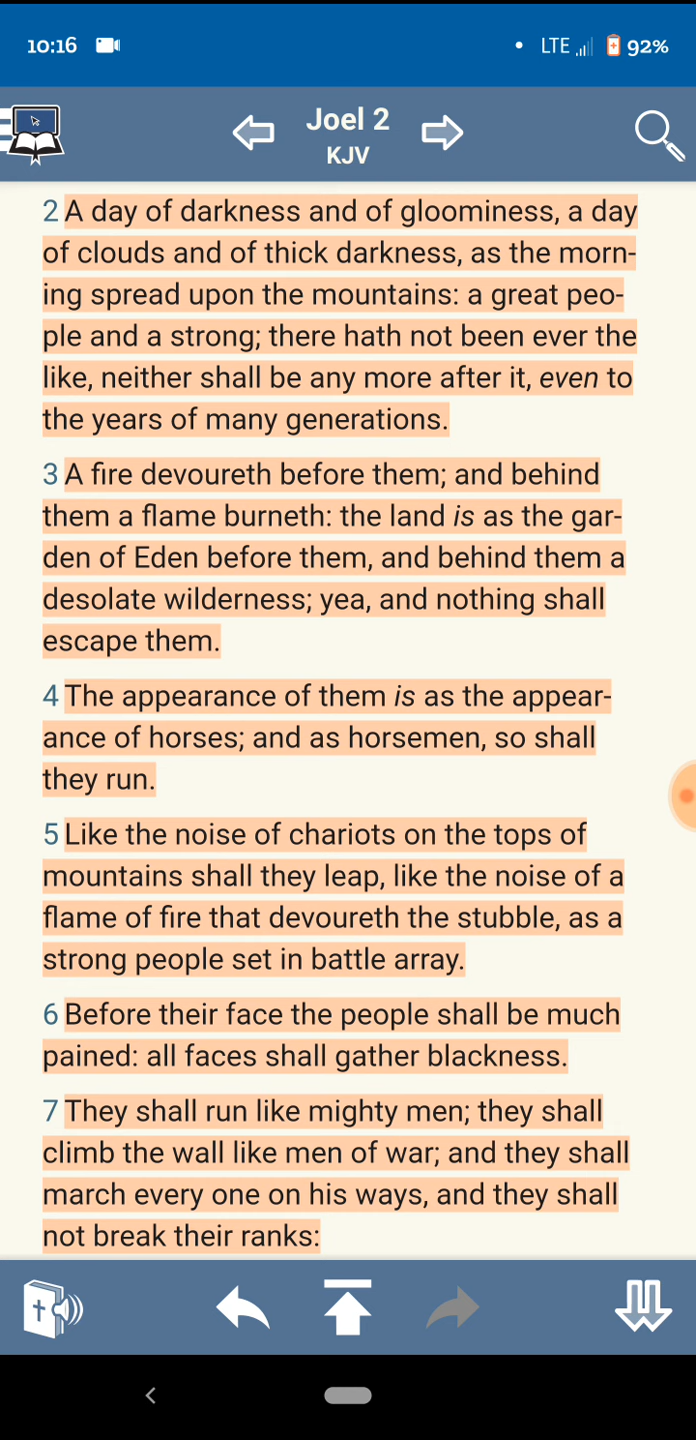 10:16 LTE 92%
Joel 2
KJV
2 A day of darkness and of gloominess, a day
of clouds and of thick darkness, as the morn-
ing spread upon the mountains: a great peo-
ple and a strong; there hath not been ever the
like, neither shall be any more after it, even to
the years of many generations.
3 A fire devoureth before them; and behind
them a flame burneth: the land is as the gar-
den of Eden before them, and behind them a
desolate wilderness; yea, and nothing shall
escape them.
4 The appearance of them is as the appear-
ance of horses; and as horsemen, so shall
they run.
5 Like the noise of chariots on the tops of
mountains shall they leap, like the noise of a
flame of fire that devoureth the stubble, as a
strong people set in battle array.
6 Before their face the people shall be much
pained: all faces shall gather blackness.
7 They shall run like mighty men; they shall
climb the wall like men of war; and they shall
march every one on his ways, and they shall
not break their ranks: